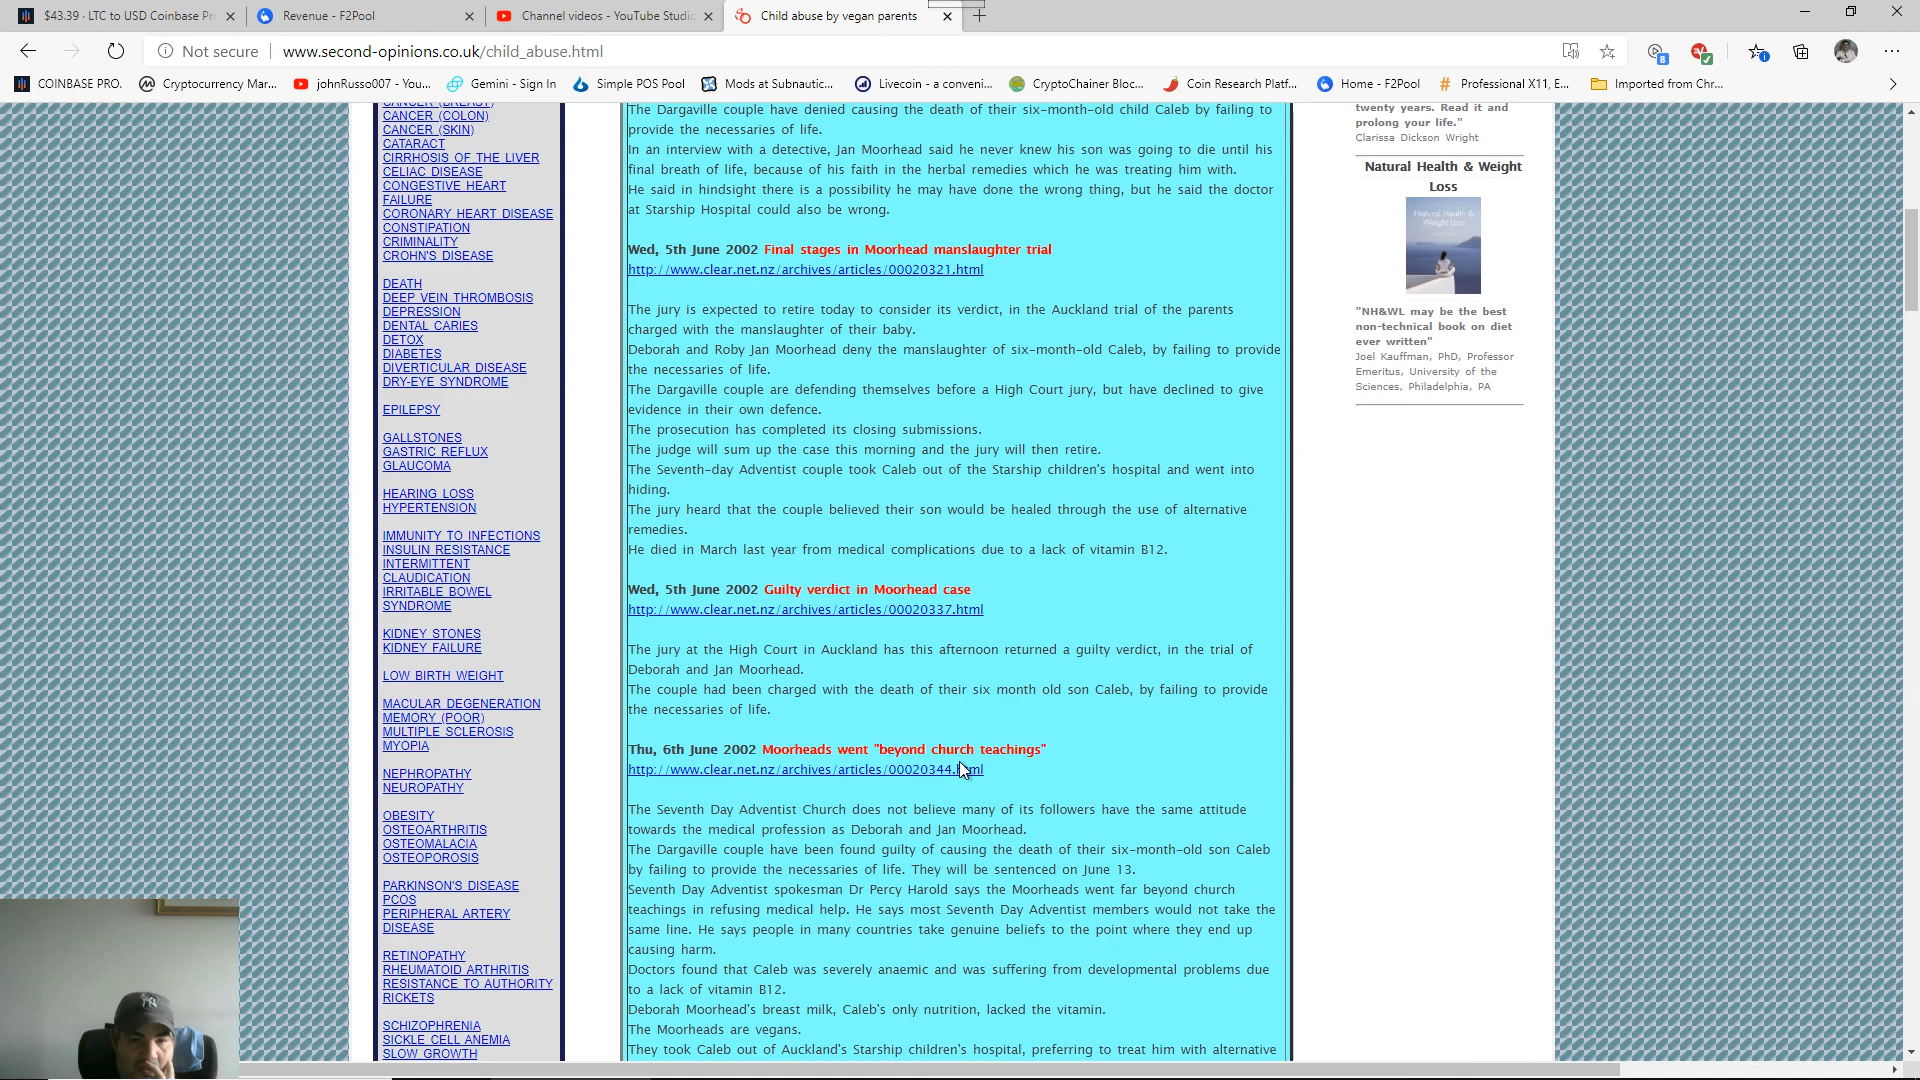 $43.39 · LTC to USD Coinbase Pr
Revenue - F2Pool
Channel videos - YouTube Studio
Child abuse by vegan parents
Not secure
www.second-opinions.co.uk/child_abuse.html
8
COINBASE PRO.
Cryptocurrency Mar...
johnRusso007 - You...
Gemini - Sign In
Simple POS Pool
Mods at Subnautic...
Livecoin - a conveni...
CryptoChainer Bloc...
Coin Research Platf...
Home - F2Pool
Professional X11, E...
Imported from Chr...
CANCER (BREAST)
CANCER (COLON)
CANCER (SKIN)
CATARACT
CIRRHOSIS OF THE LIVER
CELIAC DISEASE
CONGESTIVE HEART
FAILURE
CORONARY HEART DISEASE
CONSTIPATION
CRIMINALITY
CROHN'S DISEASE
DEATH
DEEP VEIN THROMBOSIS
DEPRESSION
DENTAL CARIES
DETOX
DIABETES
DIVERTICULAR DISEASE
DRY-EYE SYNDROME
EPILEPSY
GALLSTONES
GASTRIC REFLUX
GLAUCOMA
HEARING LOSS
HYPERTENSION
IMMUNITY TO INFECTIONS
INSULIN RESISTANCE
INTERMITTENT
CLAUDICATION
IRRITABLE BOWEL
SYNDROME
KIDNEY STONES
KIDNEY FAILURE
LOW BIRTH WEIGHT
MACULAR DEGENERATION
MEMORY (POOR)
MULTIPLE SCLEROSIS
MYOPIA
NEPHROPATHY
NEUROPATHY
OBESITY
OSTEOARTHRITIS
OSTEOMALACIA
OSTEOPOROSIS
PARKINSON'S DISEASE
PCOS
PERIPHERAL ARTERY
DISEASE
RETINOPATHY
RHEUMATOID ARTHRITIS
RESISTANCE TO AUTHORITY
RICKETS
SCHIZOPHRENIA
SICKLE CELL ANEMIA
SLOW GROWTH
The Dargaville couple have denied causing the death of their six-month-old child Caleb by failing to
provide the necessaries of life.
In an interview with a detective, Jan Moorhead said he never knew his son was going to die until his
final breath of life, because of his faith in the herbal remedies which he was treating him with.
He said in hindsight there is a possibility he may have done the wrong thing, but he said the doctor
at Starship Hospital could also be wrong.
Wed, 5th June 2002 Final stages in Moorhead manslaughter trial
http://www.clear.net.nz/archives/articles/00020321.html
The jury is expected to retire today to consider its verdict, in the Auckland trial of the parents
charged with the manslaughter of their baby.
Deborah and Roby Jan Moorhead deny the manslaughter of six-month-old Caleb, by failing to provide
the necessaries of life.
The Dargaville couple are defending themselves before a High Court jury, but have declined to give
evidence in their own defence.
The prosecution has completed its closing submissions.
The judge will sum up the case this morning and the jury will then retire.
The Seventh-day Adventist couple took Caleb out of the Starship children's hospital and went into
hiding.
The jury heard that the couple believed their son would be healed through the use of alternative
remedies.
He died in March last year from medical complications due to a lack of vitamin B12.
Wed, 5th June 2002 Guilty verdict in Moorhead case
http://www.clear.net.nz/archives/articles/00020337.html
The jury at the High Court in Auckland has this afternoon returned a guilty verdict, in the trial of
Deborah and Jan Moorhead.
The couple had been charged with the death of their six month old son Caleb, by failing to provide
the necessaries of life.
Thu, 6th June 2002 Moorheads went "beyond church teachings"
http://www.clear.net.nz/archives/articles/00020344.html
The Seventh Day Adventist Church does not believe many of its followers have the same attitude
towards the medical profession as Deborah and Jan Moorhead.
The Dargaville couple have been found guilty of causing the death of their six-month-old son Caleb
by failing to provide the necessaries of life. They will be sentenced on June 13.
Seventh Day Adventist spokesman Dr Percy Harold says the Moorheads went far beyond church
teachings in refusing medical help. He says most Seventh Day Adventist members would not take the
same line. He says people in many countries take genuine beliefs to the point where they end up
causing harm.
Doctors found that Caleb was severely anaemic and was suffering from developmental problems due
to a lack of vitamin B12.
Deborah Moorhead's breast milk, Caleb's only nutrition, lacked the vitamin.
The Moorheads are vegans.
They took Caleb out of Auckland's Starship children's hospital, preferring to treat him with alternative
twenty years. Read it and
prolong your life."
Clarissa Dickson Wright
Natural Health & Weight
Loss
Natural Health &
Weight Loss
"NH&WL may be the best
non-technical book on diet
ever written"
Joel Kauffman, PhD, Professor
Emeritus, University of the
Sciences, Philadelphia, PA